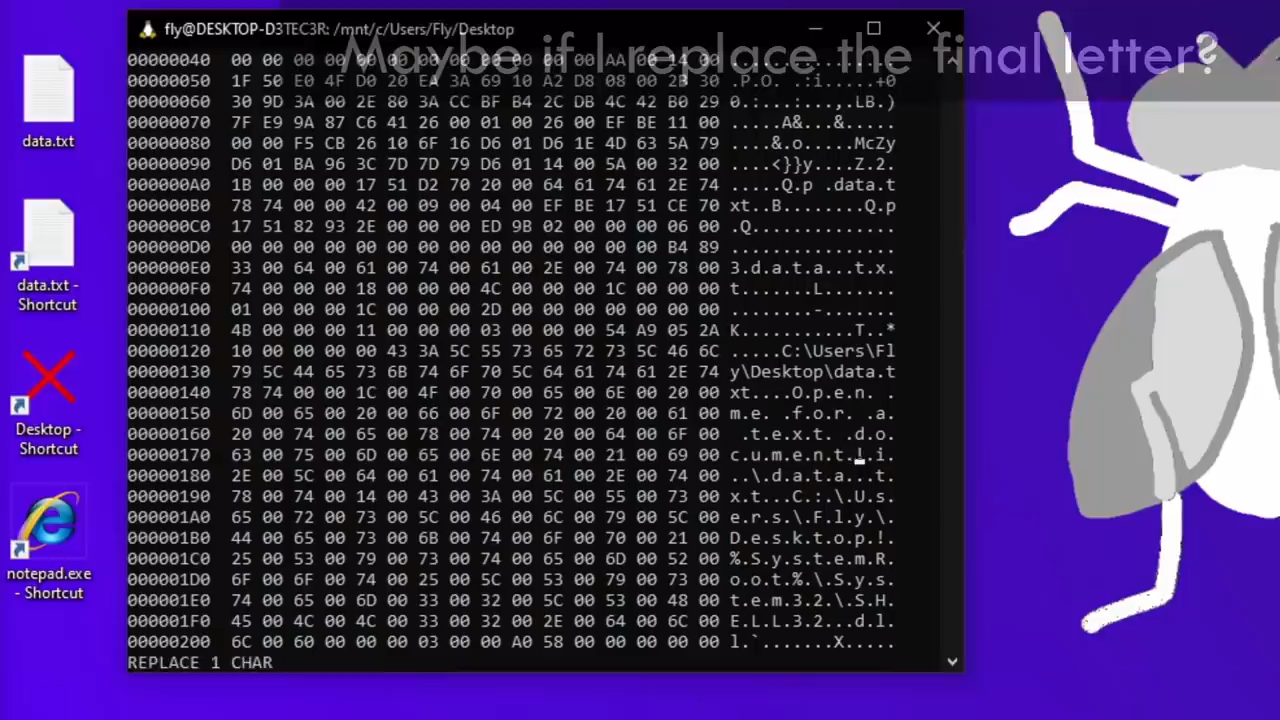 fly@DESKTOP-D3TEC3R: /mnt/c/Users/Fly/Desktop
Maybe if I replace the final letter?
data.txt
data.txt -
Shortcut
Desktop -
Shortcut
notepad.exe
- Shortcut
00000040 00 00 00 00 00 00 00 00 00 00 00 00 AA 00 14 00
00000050 1F 50 E0 4F D0 20 EA 3A 69 10 A2 D8 08 00 2B 30 .P.O. .:i.....+0
00000060 30 9D 3A 00 2E 80 3A CC BF B4 2C DB 4C 42 B0 29 0.:...:...,.LB.)
00000070 7F E9 9A 87 C6 41 26 00 01 00 26 00 EF BE 11 00 .....A&...&.....
00000080 00 00 F5 CB 26 10 6F 16 D6 01 D6 1E 4D 63 5A 79 ....&.o.....McZy
00000090 D6 01 BA 96 3C 7D 7D 79 D6 01 14 00 5A 00 32 00 ....<}}y....Z.2.
000000A0 1B 00 00 00 17 51 D2 70 20 00 64 61 74 61 2E 74 .....Q.p .data.t
000000B0 78 74 00 00 42 00 09 00 04 00 EF BE 17 51 CE 70 xt..B........Q.p
000000C0 17 51 82 93 2E 00 00 00 ED 9B 02 00 00 00 06 00 .Q..............
000000D0 00 00 00 00 00 00 00 00 00 00 00 00 00 00 B4 89 ................
000000E0 33 00 64 00 61 00 74 00 61 00 2E 00 74 00 78 00 3.d.a.t.a...t.x.
000000F0 74 00 00 00 18 00 00 00 4C 00 00 00 1C 00 00 00 t.......L.......
00000100 01 00 00 00 1C 00 00 00 2D 00 00 00 00 00 00 00 ........-.......
00000110 4B 00 00 00 11 00 00 00 03 00 00 00 54 A9 05 2A K...........T..*
00000120 10 00 00 00 00 43 3A 5C 55 73 65 72 73 5C 46 6C .....C:\Users\Fl
00000130 79 5C 44 65 73 6B 74 6F 70 5C 64 61 74 61 2E 74 y\Desktop\data.t
00000140 78 74 00 00 1C 00 4F 00 70 00 65 00 6E 00 20 00 xt....O.p.e.n. .
00000150 6D 00 65 00 20 00 66 00 6F 00 72 00 20 00 61 00 m.e. .f.o.r. .a.
00000160 20 00 74 00 65 00 78 00 74 00 20 00 64 00 6F 00 .t.e.x.t. .d.o.
00000170 63 00 75 00 6D 00 65 00 6E 00 74 00 21 00 69 00 c.u.m.e.n.t.!.i.
00000180 2E 00 5C 00 64 00 61 00 74 00 61 00 2E 00 74 00 ..\.d.a.t.a...t.
00000190 78 00 74 00 14 00 43 00 3A 00 5C 00 55 00 73 00 x.t...C.:.\.U.s.
000001A0 65 00 72 00 73 00 5C 00 46 00 6C 00 79 00 5C 00 e.r.s.\.F.l.y.\.
000001B0 44 00 65 00 73 00 6B 00 74 00 6F 00 70 00 21 00 D.e.s.k.t.o.p.!.
000001C0 25 00 53 00 79 00 73 00 74 00 65 00 6D 00 52 00 %.S.y.s.t.e.m.R.
000001D0 6F 00 6F 00 74 00 25 00 5C 00 53 00 79 00 73 00 o.o.t.%.\.S.y.s.
000001E0 74 00 65 00 6D 00 33 00 32 00 5C 00 53 00 48 00 t.e.m.3.2.\.S.H.
000001F0 45 00 4C 00 4C 00 33 00 32 00 2E 00 64 00 6C 00 E.L.L.3.2...d.l.
00000200 6C 00 60 00 00 00 03 00 00 A0 58 00 00 00 00 00 l.`.......X.....
REPLACE 1 CHAR